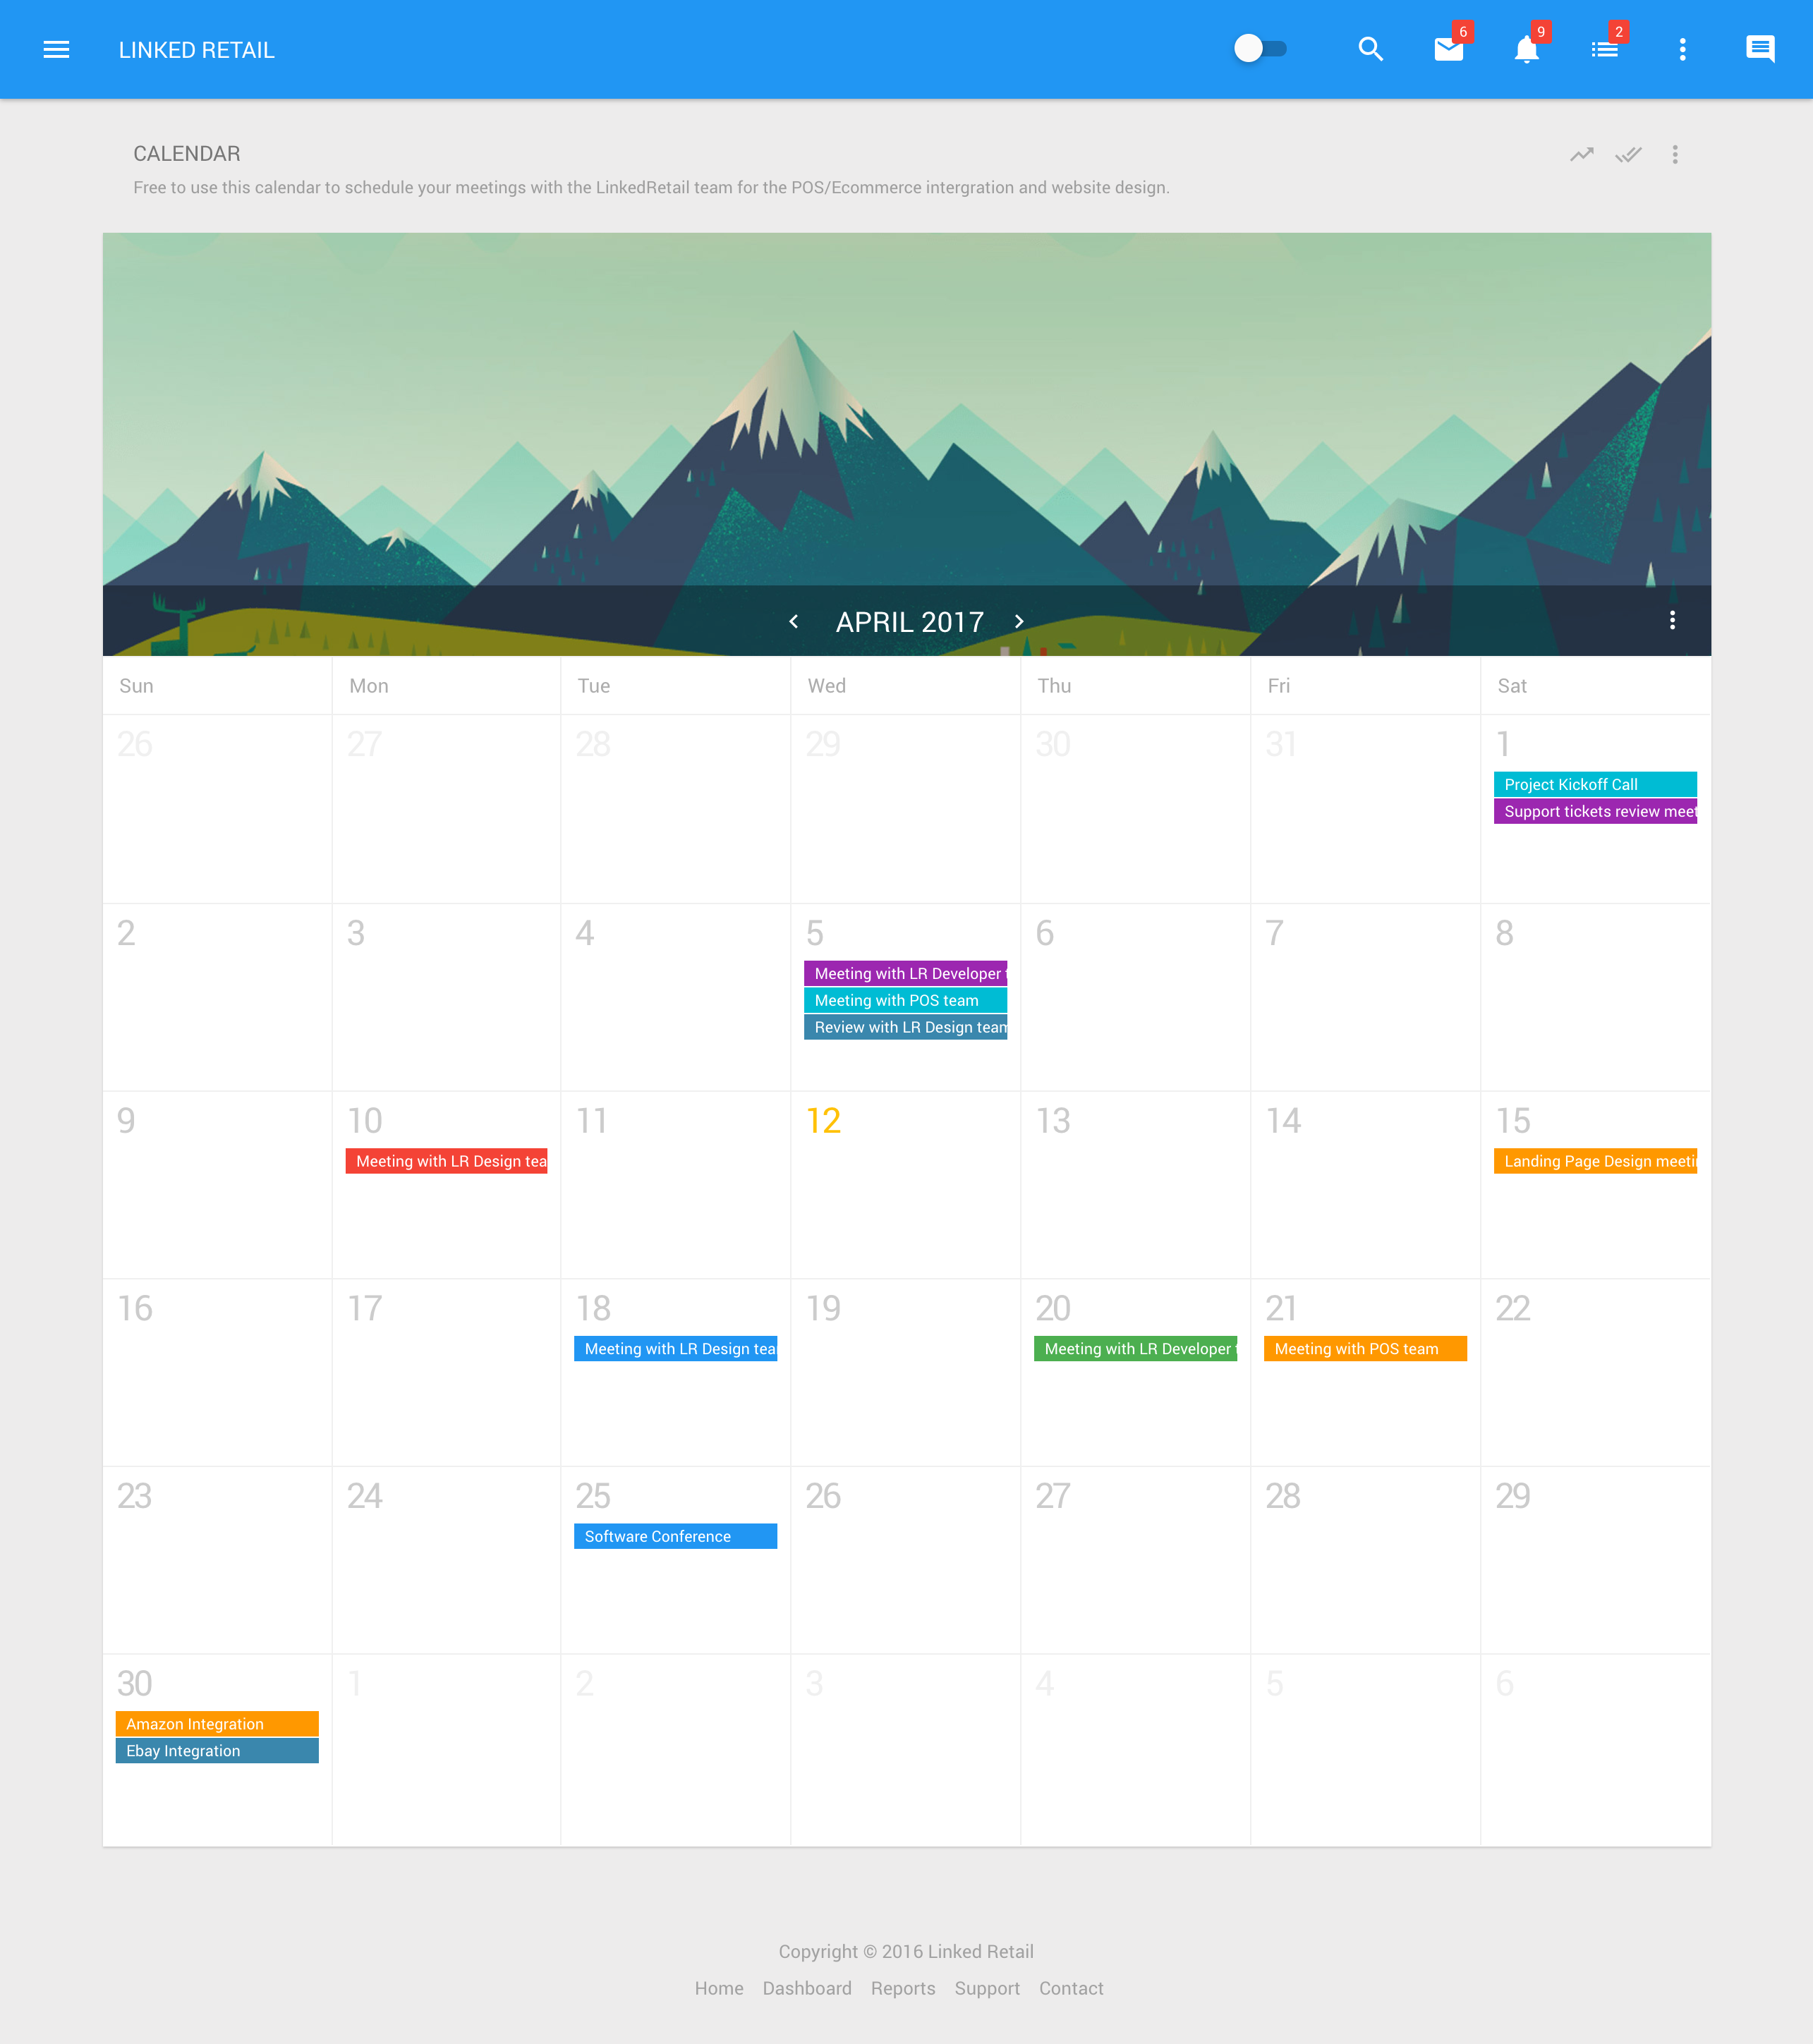 LINKED RETAIL
6
9
2
CALENDAR
Free to use this calendar to schedule your meetings with the LinkedRetail team for the POS/Ecommerce intergration and website design.
APRIL 2017
Sun Mon Tue Wed Thu Fri Sat
26 27 28 29 30 31 1
Project Kickoff Call
Support tickets review meet
2 3 4 5 6 7 8
Meeting with LR Developer
Meeting with POS team
Review with LR Design team
9 10 11 12 13 14 15
Meeting with LR Design tea
Landing Page Design meeti
16 17 18 19 20 21 22
Meeting with LR Design tea
Meeting with LR Developer
Meeting with POS team
23 24 25 26 27 28 29
Software Conference
30 1 2 3 4 5 6
Amazon Integration
Ebay Integration
Copyright © 2016 Linked Retail
Home Dashboard Reports Support Contact